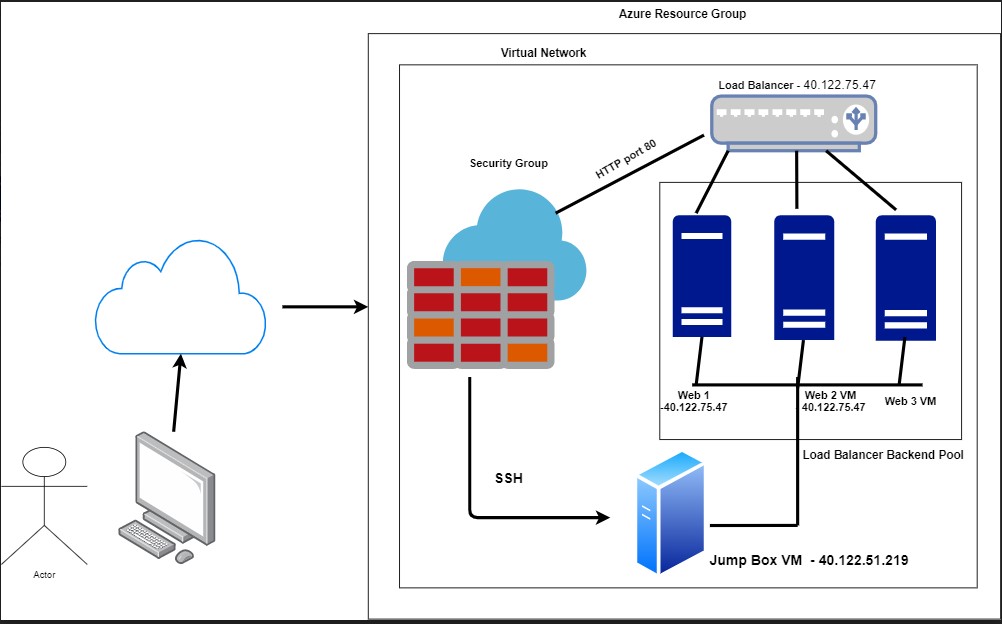 Azure Resource Group
Virtual Network
Load Balancer - 40.122.75.47
HTTP port 80
Security Group
Web 1
-40.122.75.47
Web 2 VM
- 40.122.75.47
Web 3 VM
Load Balancer Backend Pool
SSH
Jump Box VM - 40.122.51.219
Actor